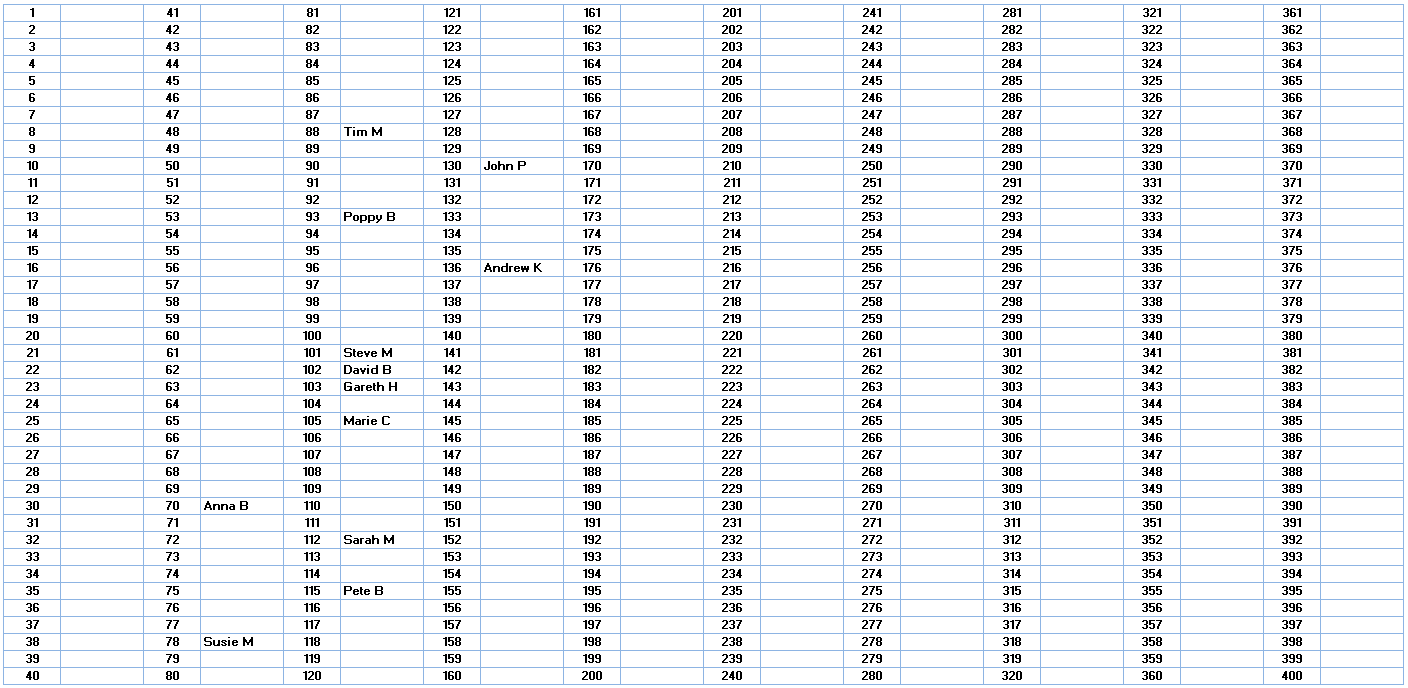 1 41 81 121 161 201 241 281 321 361
2 42 82 122 162 202 242 282 322 362
3 43 83 123 163 203 243 283 323 363
4 44 84 124 164 204 244 284 324 364
5 45 85 125 165 205 245 285 325 365
6 46 86 126 166 206 246 286 326 366
7 47 87 127 167 207 247 287 327 367
8 48 88 Tim M 128 168 208 248 288 328 368
9 49 89 129 169 209 249 289 329 369
10 50 90 130 John P 170 210 250 290 330 370
11 51 91 131 171 211 251 291 331 371
12 52 92 132 172 212 252 292 332 372
13 53 93 Poppy B 133 173 213 253 293 333 373
14 54 94 134 174 214 254 294 334 374
15 55 95 135 175 215 255 295 335 375
16 56 96 136 Andrew K 176 216 256 296 336 376
17 57 97 137 177 217 257 297 337 377
18 58 98 138 178 218 258 298 338 378
19 59 99 139 179 219 259 299 339 379
20 60 100 140 180 220 260 300 340 380
21 61 101 Steve M 141 181 221 261 301 341 381
22 62 102 David B 142 182 222 262 302 342 382
23 63 103 Gareth H 143 183 223 263 303 343 383
24 64 104 144 184 224 264 304 344 384
25 65 105 Marie C 145 185 225 265 305 345 385
26 66 106 146 186 226 266 306 346 386
27 67 107 147 187 227 267 307 347 387
28 68 108 148 188 228 268 308 348 388
29 69 109 149 189 229 269 309 349 389
30 70 Anna B 110 150 190 230 270 310 350 390
31 71 111 151 191 231 271 311 351 391
32 72 112 Sarah M 152 192 232 272 312 352 392
33 73 113 153 193 233 273 313 353 393
34 74 114 154 194 234 274 314 354 394
35 75 115 Pete B 155 195 235 275 315 355 395
36 76 116 156 196 236 276 316 356 396
37 77 117 157 197 237 277 317 357 397
38 78 Susie M 118 158 198 238 278 318 358 398
39 79 119 159 199 239 279 319 359 399
40 80 120 160 200 240 280 320 360 400